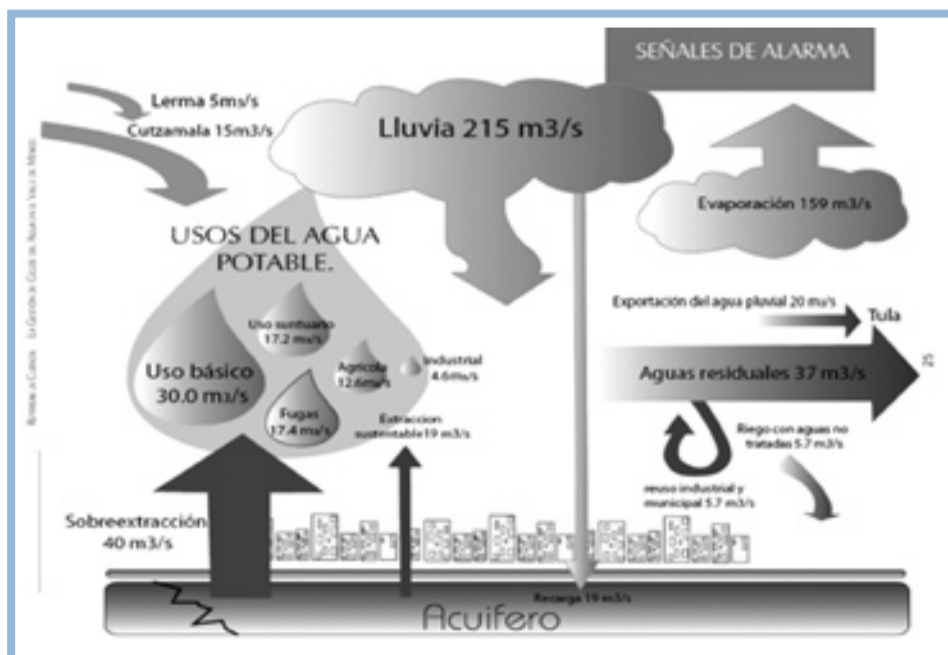 SEÑALES DE ALARMA
Lerma 5m3/s
Cutzamala 15m3/s
Lluvia 215 m3/s
Evaporación 159 m3/s
USOS DEL AGUA
POTABLE.
Uso suntuario
17.2 m3/s
Uso básico
30.0 m3/s
Agrícola
12.6m3/s
Industrial
4.6m3/s
Fugas
17.4 m3/s
Extraccion
sustentable19 m3/s
Exportación del agua pluvial 20 m3/s
Tula
Aguas residuales 37 m3/s
25
Riego con aguas no
tratadas 5.7 m3/s
reuso industrial y
municipal 5.7 m3/s
Sobreextracción
40 m3/s
Recarga 19 m3/s
Acuifero